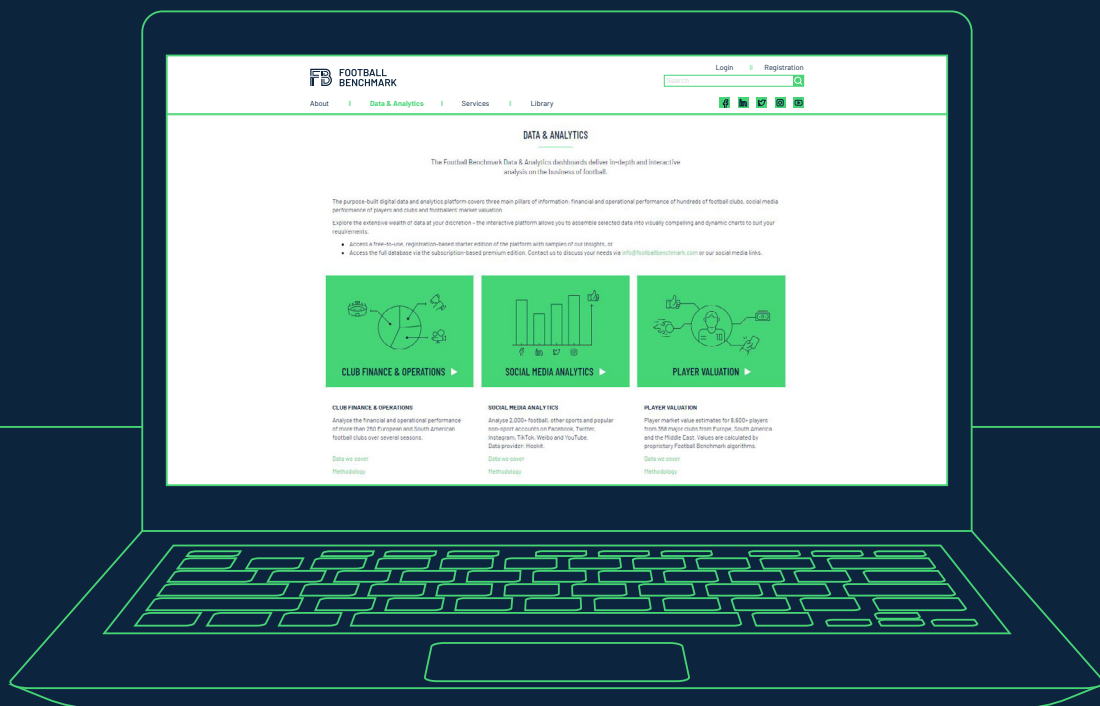 FOOTBALL
BENCHMARK
Login
Registration
Search
About
Data & Analytics
Services
Library
DATA & ANALYTICS
The Football Benchmark Data & Analytics dashboards deliver in-depth and interactive
analysis on the business of football.
The purpose-built digital data and analytics platform covers three main pillars of information: financial and operational performance of hundreds of football clubs, social media
performance of players and clubs and footballers' market valuation.
Explore the extensive wealth of data at your discretion – the interactive platform allows you to assemble selected data into visually compelling and dynamic charts to suit your
requirements.
Access a free-to-use, registration-based starter edition of the platform with samples of our insights, or
Access the full database via the subscription-based premium edition. Contact us to discuss your needs via info@footballbenchmark.com or our social media links.
10
CLUB FINANCE & OPERATIONS
SOCIAL MEDIA ANALYTICS
PLAYER VALUATION
CLUB FINANCE & OPERATIONS
Analyse the financial and operational performance
of more than 250 European and South American
football clubs over several seasons.
Data we cover
Methodology
SOCIAL MEDIA ANALYTICS
Analyse 2,000+ football, other sports and popular
non-sport accounts on Facebook, Twitter,
Instagram, TikTok, Weibo and YouTube.
Data provider: Hookit.
Data we cover
Methodology
PLAYER VALUATION
Player market value estimates for 8,600+ players
from 358 major clubs from Europe, South America
and the Middle East. Values are calculated by
proprietary Football Benchmark algorithms.
Data we cover
Methodology